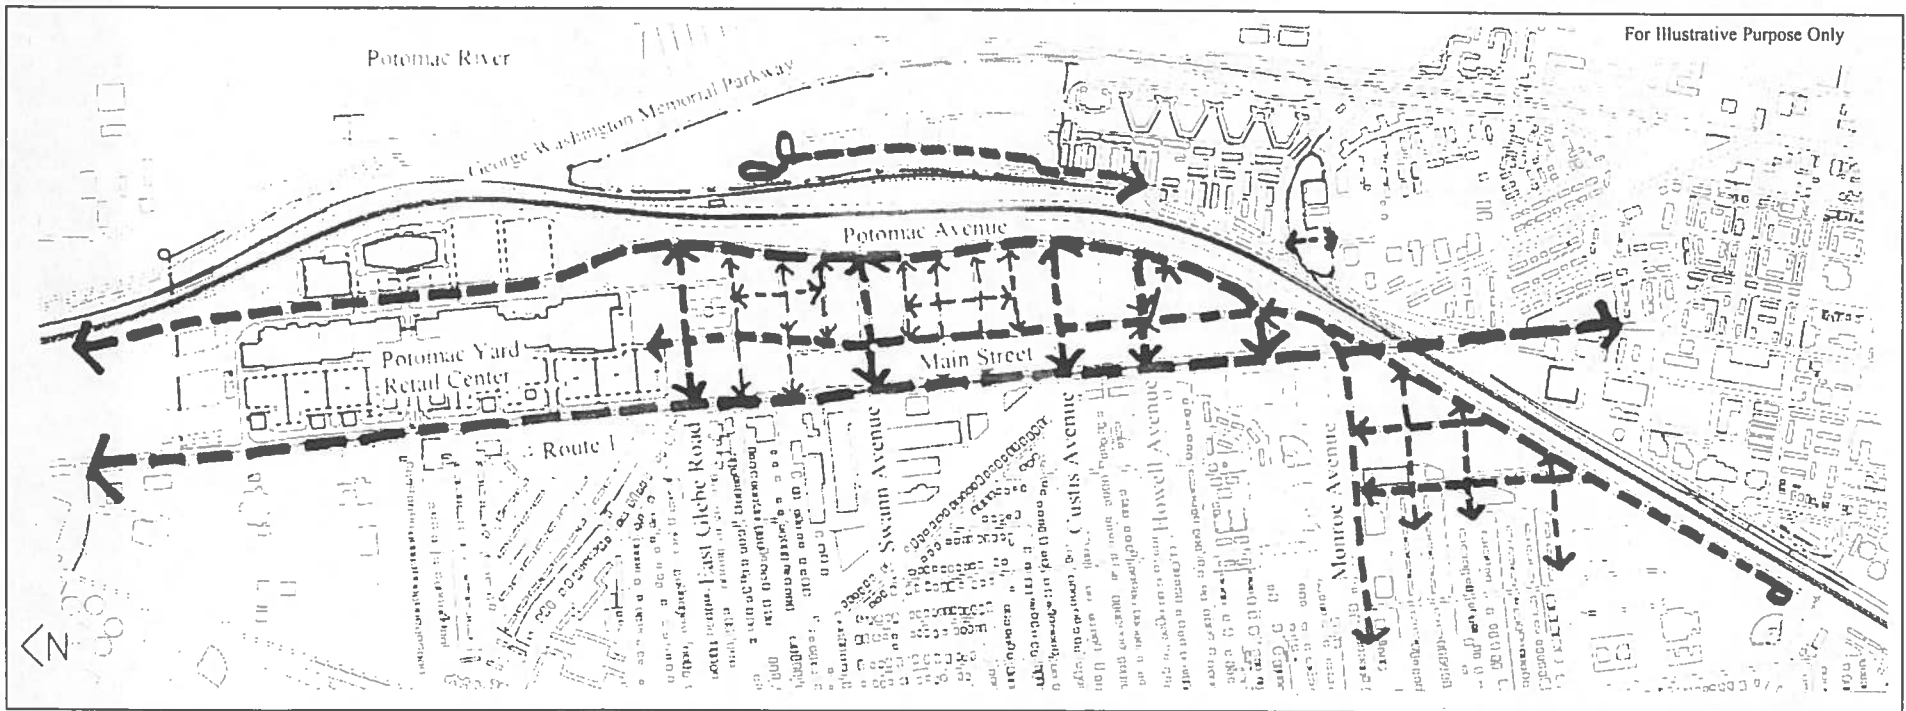 For Illustrative Purpose Only
Potomac River
George Washington Memorial Parkway
Potomac Avenue
Potomac Yard
Retail Center
Main Street
Route 1
East Glebe Road
Swann Avenue
Custis Avenue
Howell Avenue
Monroe Avenue
N